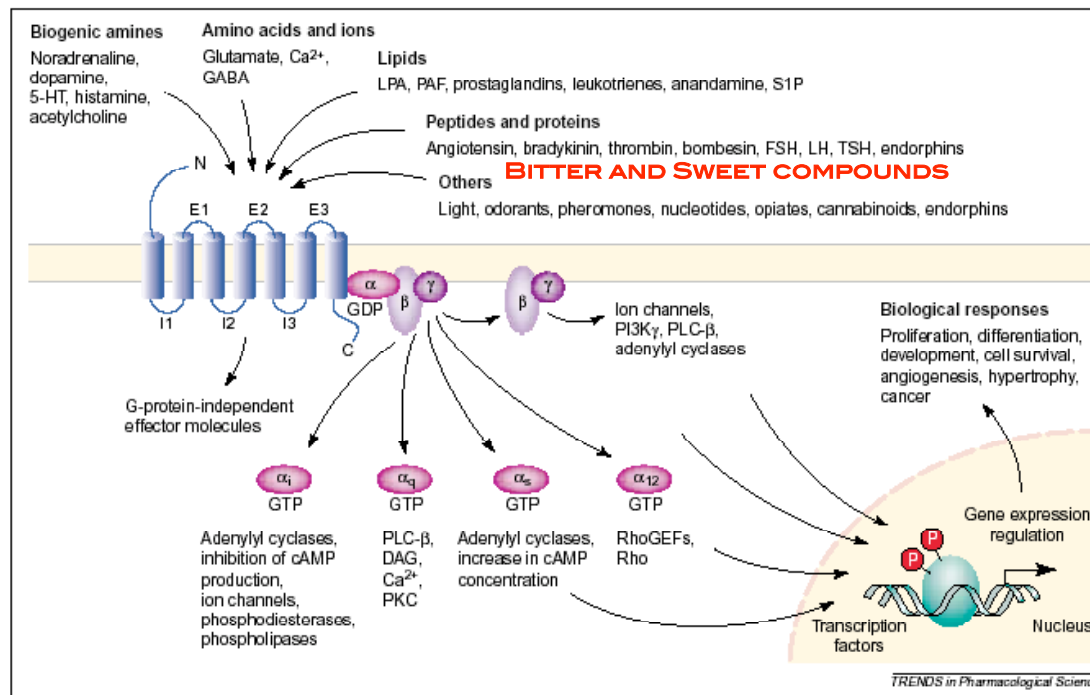 Biogenic amines
Noradrenaline,
dopamine,
5-HT, histamine,
acetylcholine
Amino acids and ions
Glutamate, Ca²⁺,
GABA
Lipids
LPA, PAF, prostaglandins, leukotrienes, anandamine, S1P
Peptides and proteins
Angiotensin, bradykinin, thrombin, bombesin, FSH, LH, TSH, endorphins
BITTER AND SWEET COMPOUNDS
Others
Light, odorants, pheromones, nucleotides, opiates, cannabinoids, endorphins
N
E1 E2 E3
α
β
γ
GDP
β
γ
I1 I2 I3
C
Ion channels,
PI3Kγ, PLC-β,
adenylyl cyclases
Biological responses
Proliferation, differentiation,
development, cell survival,
angiogenesis, hypertrophy,
cancer
G-protein-independent
effector molecules
αi
GTP
Adenylyl cyclases,
inhibition of cAMP
production,
ion channels,
phosphodiesterases,
phospholipases
αq
GTP
PLC-β,
DAG,
Ca²⁺,
PKC
αs
GTP
Adenylyl cyclases,
increase in cAMP
concentration
α12
GTP
RhoGEFs,
Rho
Gene expression
regulation
P
P
Transcription
factors
Nucleus
TRENDS in Pharmacological Scienc